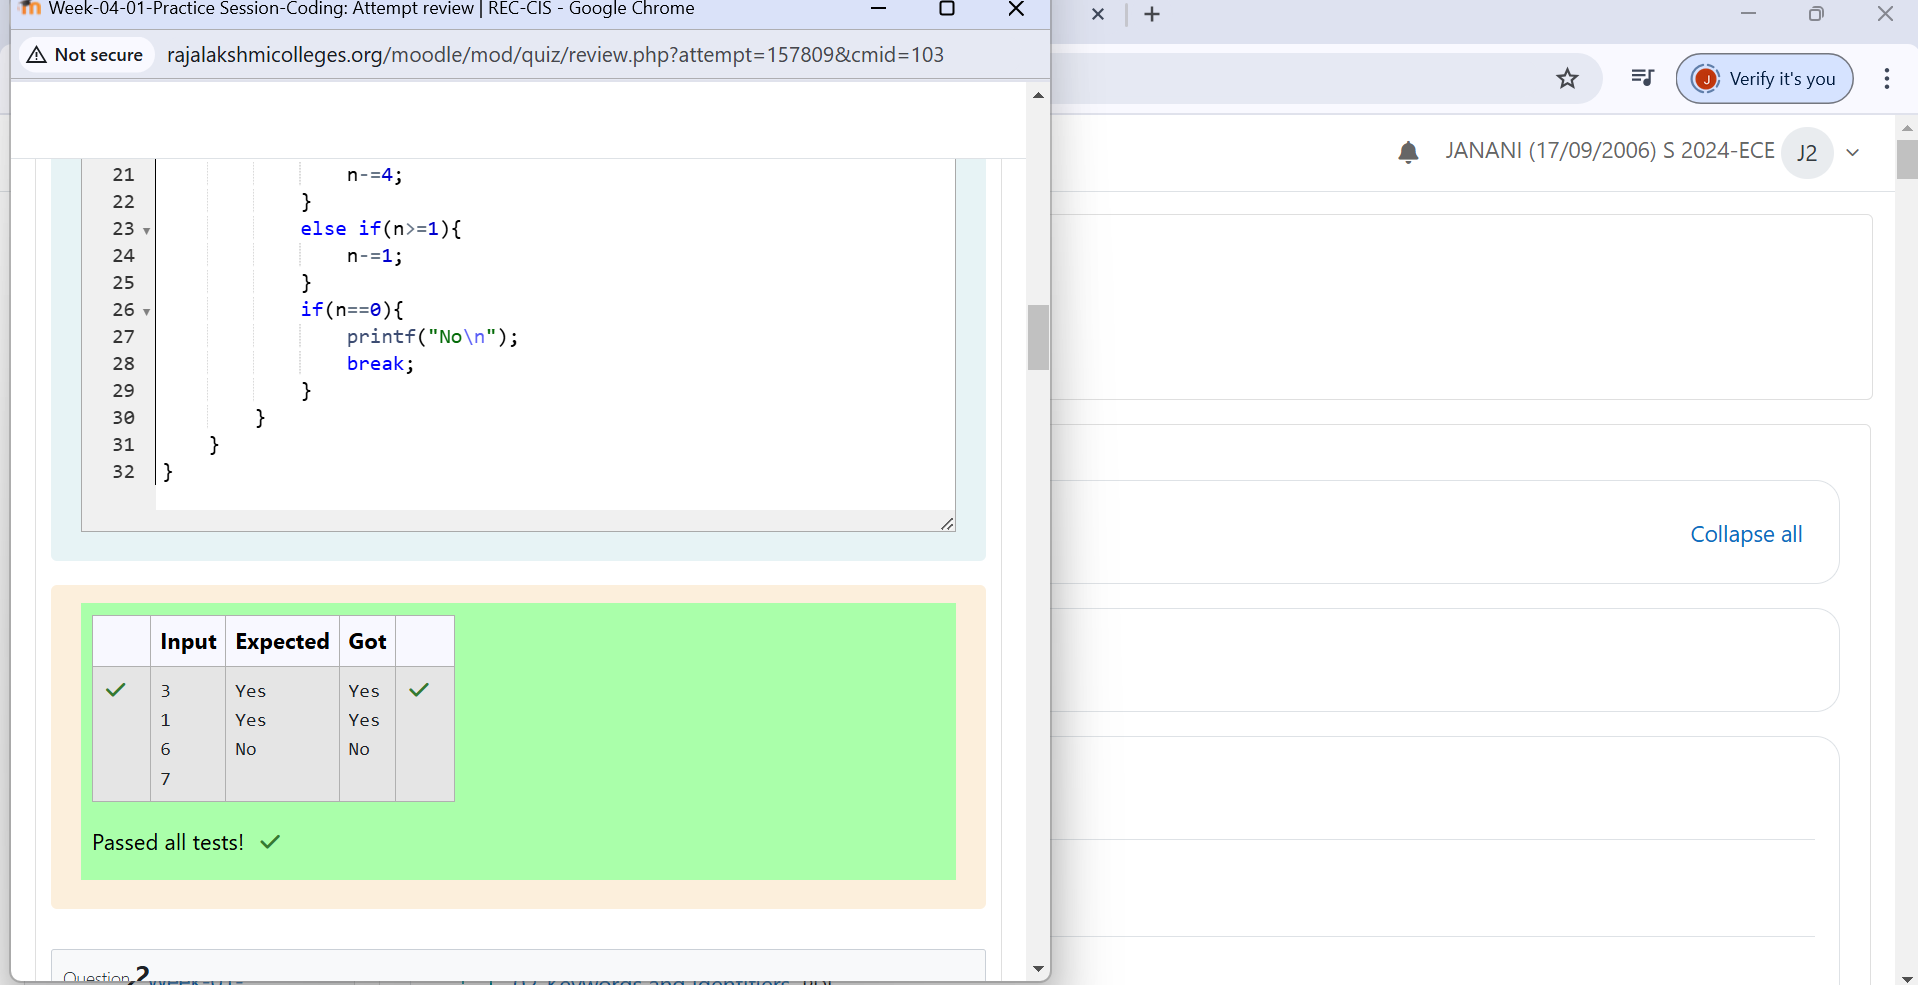 Week-04-01-Practice Session-Coding: Attempt review | REC-CIS - Google Chrome
Not secure rajalakshmicolleges.org/moodle/mod/quiz/review.php?attempt=157809&cmid=103
Verify it's you
JANANI (17/09/2006) S 2024-ECE J2
21 n-=4;
22 }
23 else if(n>=1){
24 n-=1;
25 }
26 if(n==0){
27 printf("No\n");
28 break;
29 }
30 }
31 }
32 }
Collapse all
Input Expected Got
3 Yes Yes
1 Yes Yes
6 No No
7
Passed all tests!
Question 2